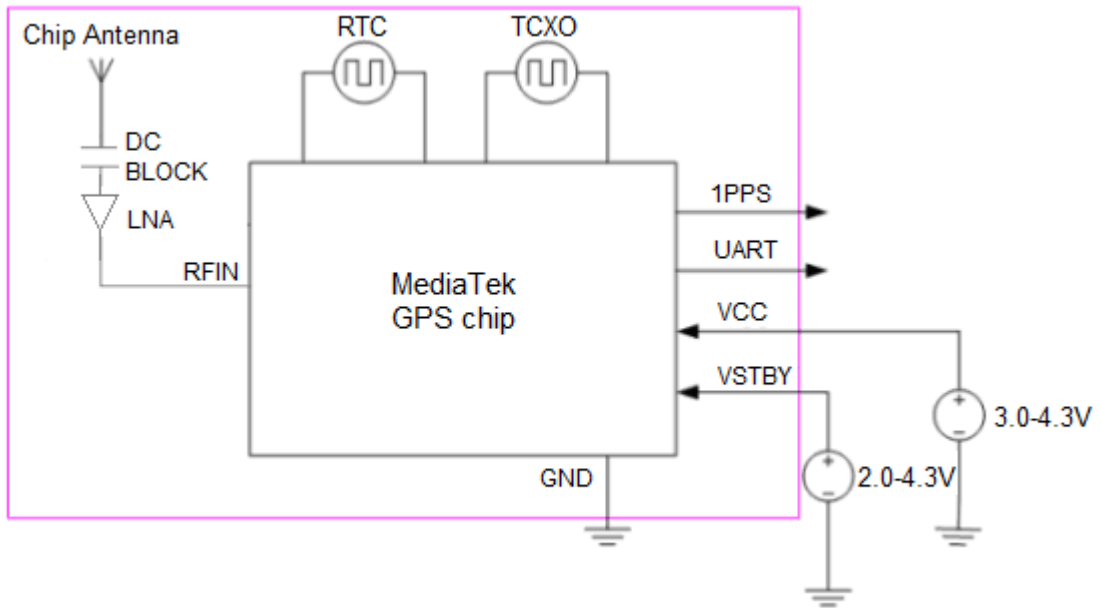 Chip Antenna
RTC
TCXO
DC
BLOCK
LNA
RFIN
MediaTek
GPS chip
1PPS
UART
VCC
VSTBY
GND
3.0-4.3V
2.0-4.3V